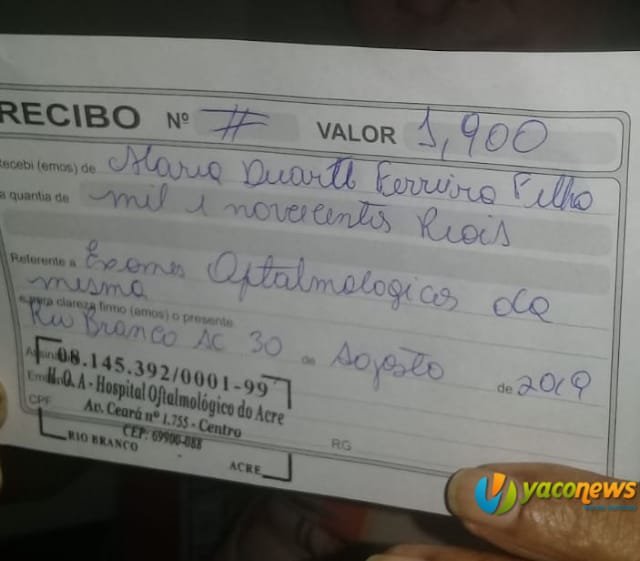 RECIBO Nº # VALOR 1,900
Recebi (emos) de Maria Duarte Ferreira Filho
a quantia de mil e novecentos Reais
Referente a Exames Oftalmologicos da
mesma
e para clareza firmo (amos) o presente
Rio Branco AC 30 de Agosto de 2019
08.145.392/0001-99
H.O.A - Hospital Oftalmológico do Acre
CPF Av. Ceará nº 1.755 - Centro
CEP: 69900-088 RG
RIO BRANCO ACRE
yaconews